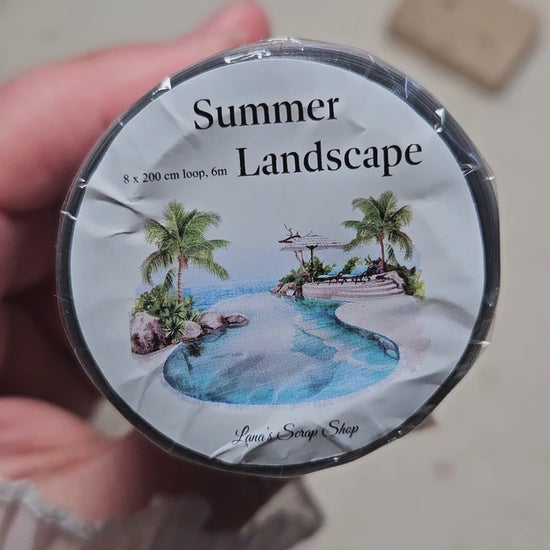 Summer
8 x 200 cm loop, 6m Landscape
Lana's Scrap Shop